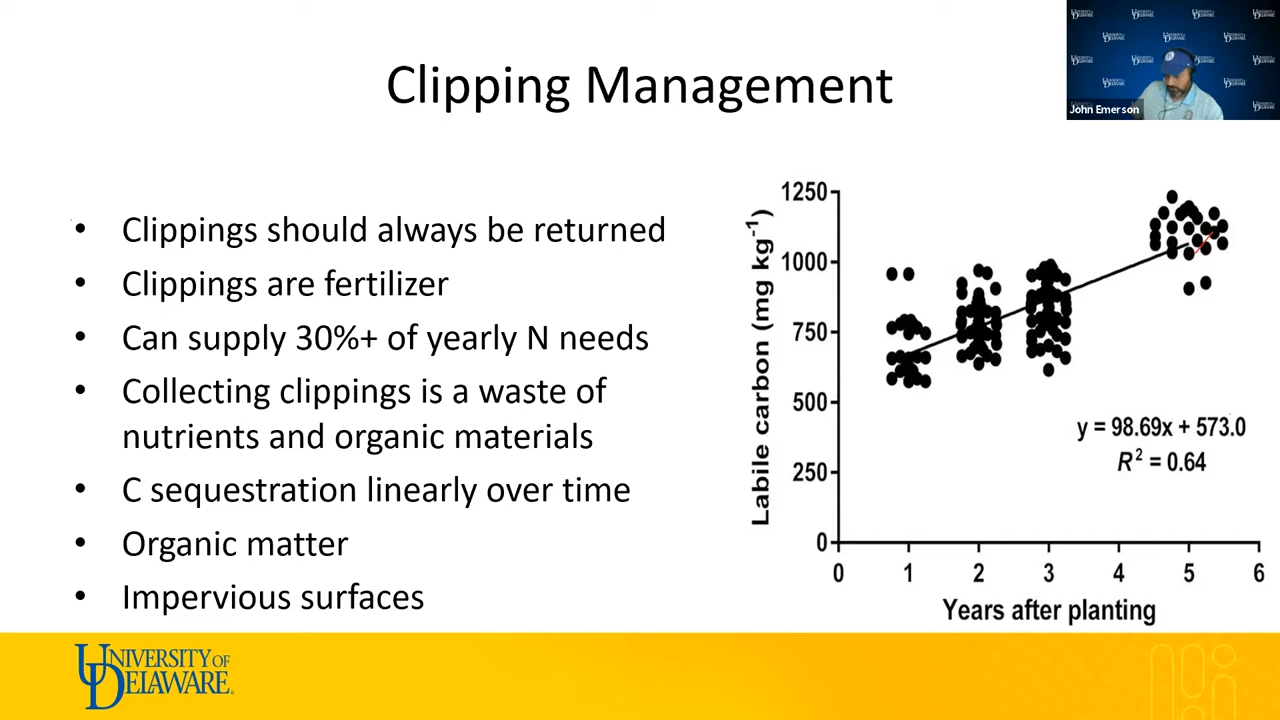 Clipping Management
UNIVERSITY OF DELAWARE
John Emerson
• Clippings should always be returned
• Clippings are fertilizer
• Can supply 30%+ of yearly N needs
• Collecting clippings is a waste of
nutrients and organic materials
• C sequestration linearly over time
• Organic matter
• Impervious surfaces
Labile carbon (mg kg⁻¹)
1250
1000
750
500
250
0
y = 98.69x + 573.0
R² = 0.64
0 1 2 3 4 5 6
Years after planting
UNIVERSITY OF
DELAWARE.